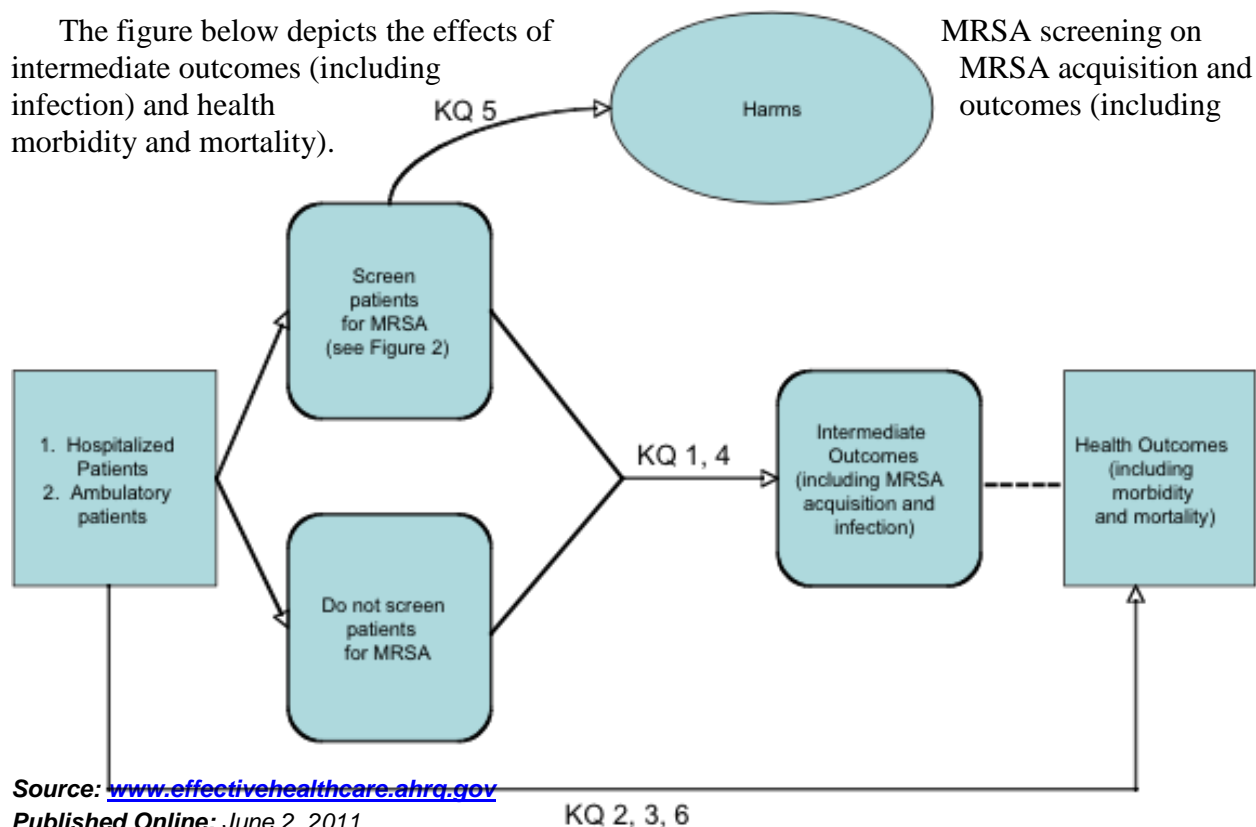 The figure below depicts the effects of MRSA screening on
intermediate outcomes (including MRSA acquisition and
infection) and health outcomes (including
morbidity and mortality).
KQ 5
Harms
Screen
patients
for MRSA
(see Figure 2)
1. Hospitalized
Patients
2. Ambulatory
patients
KQ 1, 4
Intermediate
Outcomes
(including MRSA
acquisition and
infection)
Health Outcomes
(including
morbidity
and mortality)
Do not screen
patients
for MRSA
Source: www.effectivehealthcare.ahrq.gov
KQ 2, 3, 6
Published Online: June 2, 2011